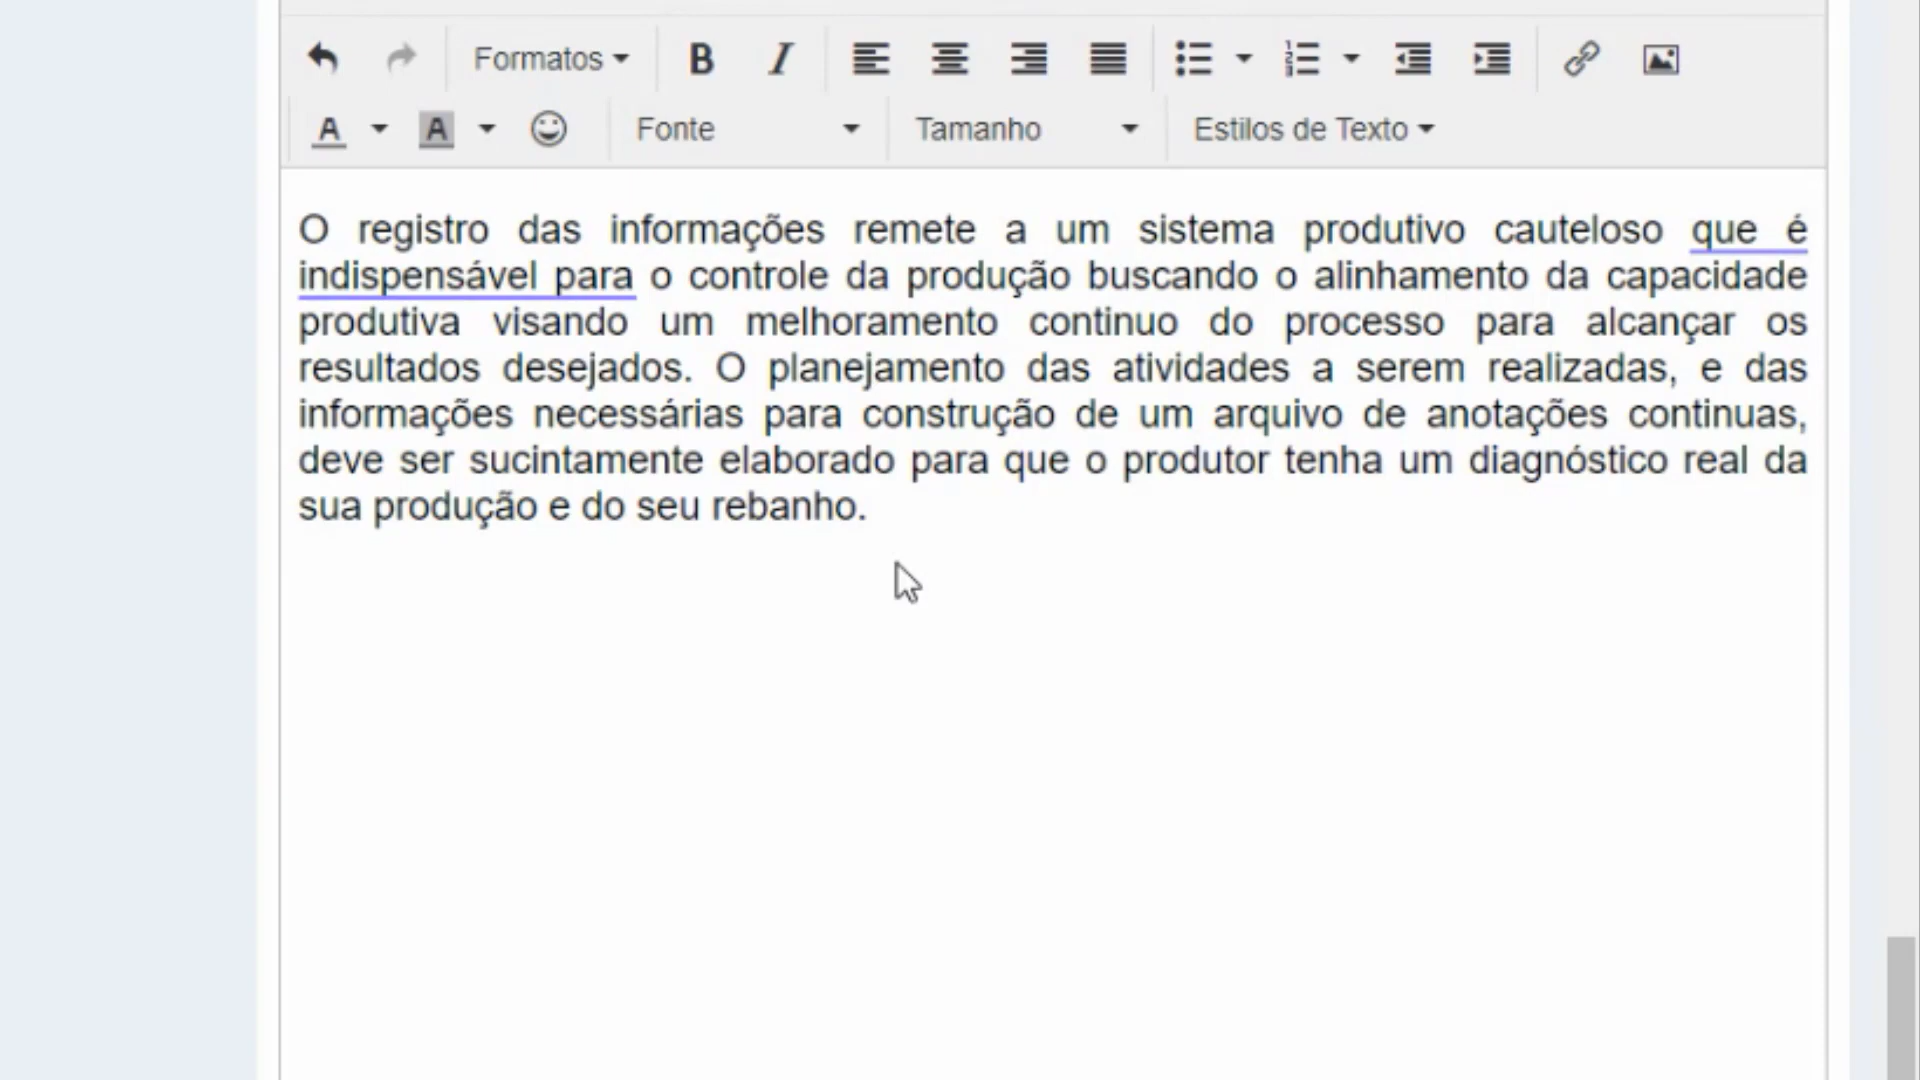 Formatos
Fonte Tamanho Estilos de Texto
O registro das informações remete a um sistema produtivo cauteloso que é
indispensável para o controle da produção buscando o alinhamento da capacidade
produtiva visando um melhoramento continuo do processo para alcançar os
resultados desejados. O planejamento das atividades a serem realizadas, e das
informações necessárias para construção de um arquivo de anotações continuas,
deve ser sucintamente elaborado para que o produtor tenha um diagnóstico real da
sua produção e do seu rebanho.